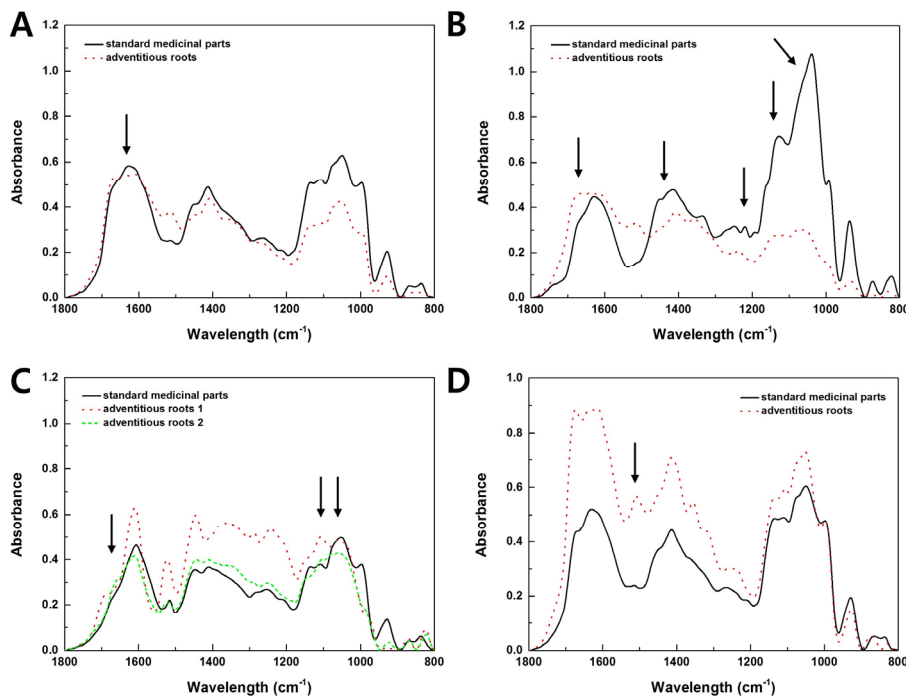 A
standard medicinal parts
adventitious roots
Absorbance
1.2
1.0
0.8
0.6
0.4
0.2
0.0
1800 1600 1400 1200 1000 800
Wavelength (cm-1)
B
standard medicinal parts
adventitious roots
Absorbance
1.2
1.0
0.8
0.6
0.4
0.2
0.0
1800 1600 1400 1200 1000 800
Wavelength (cm-1)
C
standard medicinal parts
adventitious roots 1
adventitious roots 2
Absorbance
1.2
1.0
0.8
0.6
0.4
0.2
0.0
1800 1600 1400 1200 1000 800
Wavelength (cm-1)
D
standard medicinal parts
adventitious roots
Absorbance
1.0
0.8
0.6
0.4
0.2
0.0
1800 1600 1400 1200 1000 800
Wavelength (cm-1)